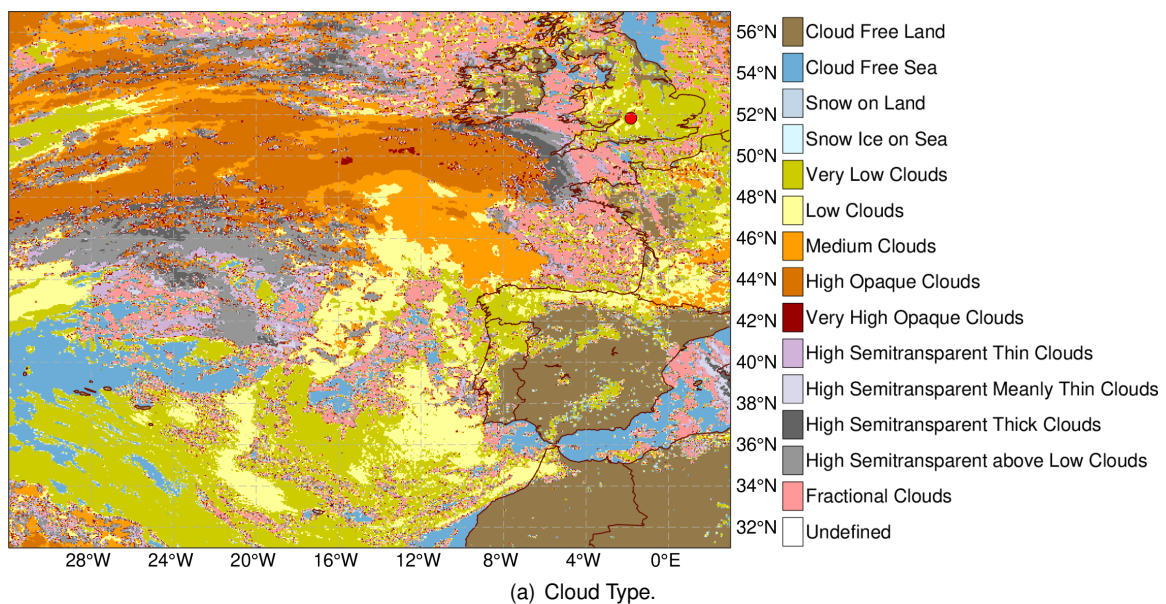 56°N
54°N
52°N
50°N
48°N
46°N
44°N
42°N
40°N
38°N
36°N
34°N
32°N
28°W 24°W 20°W 16°W 12°W 8°W 4°W 0°E
Cloud Free Land
Cloud Free Sea
Snow on Land
Snow Ice on Sea
Very Low Clouds
Low Clouds
Medium Clouds
High Opaque Clouds
Very High Opaque Clouds
High Semitransparent Thin Clouds
High Semitransparent Meanly Thin Clouds
High Semitransparent Thick Clouds
High Semitransparent above Low Clouds
Fractional Clouds
Undefined
(a) Cloud Type.